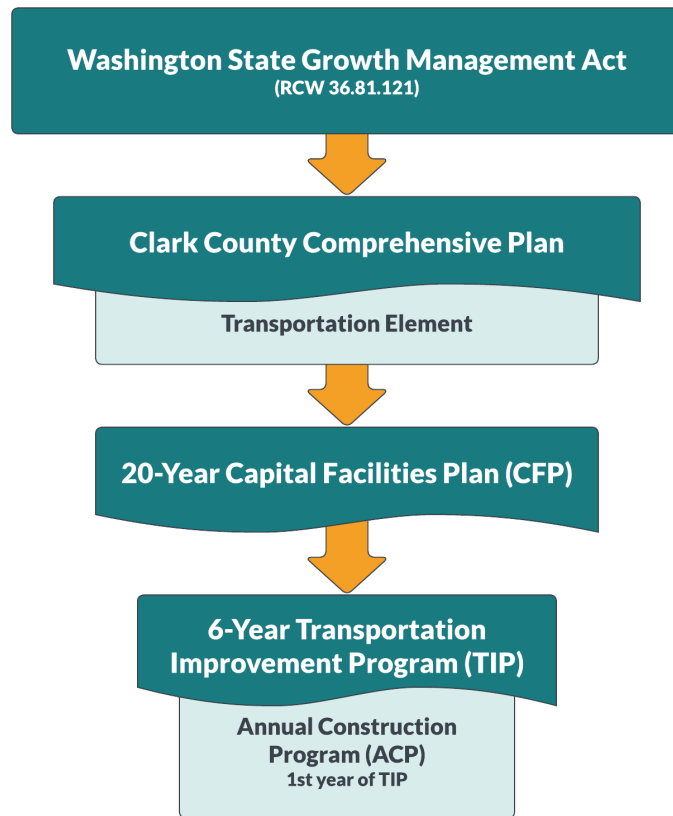 Washington State Growth Management Act
(RCW 36.81.121)
Clark County Comprehensive Plan
Transportation Element
20-Year Capital Facilities Plan (CFP)
6-Year Transportation
Improvement Program (TIP)
Annual Construction
Program (ACP)
1st year of TIP